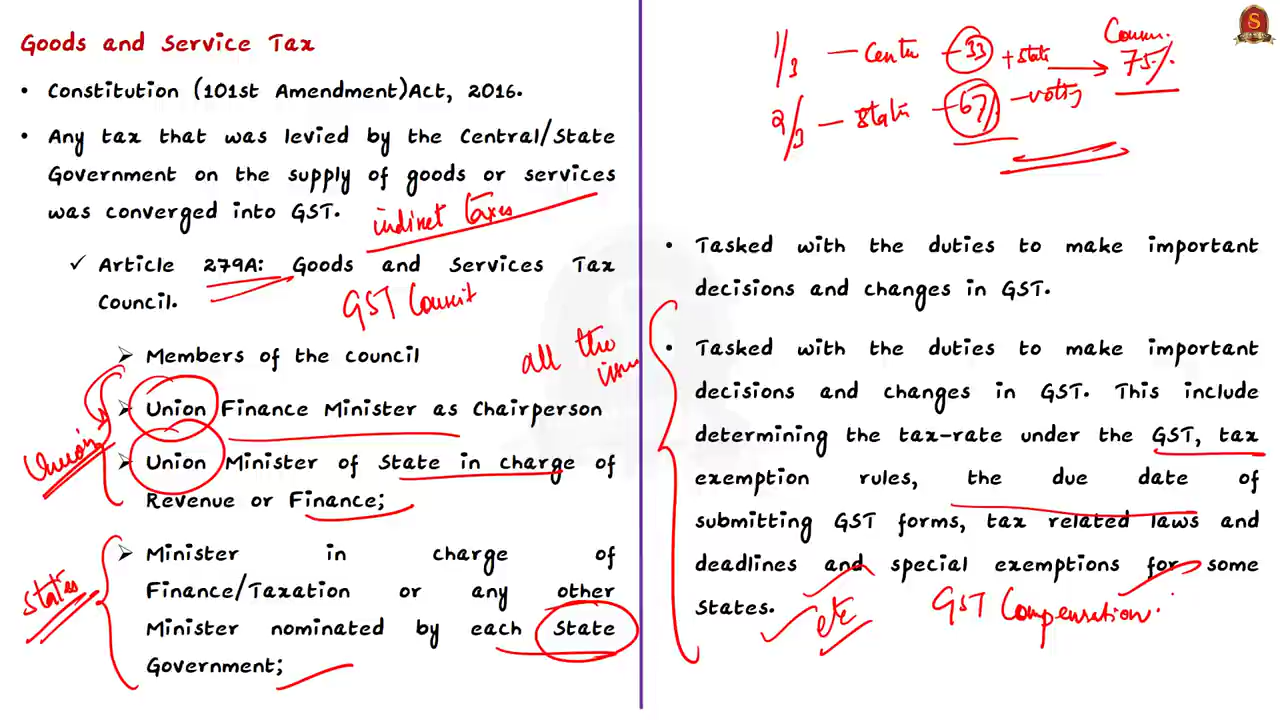 Goods and Service Tax
• Constitution (101st Amendment)Act, 2016.
• Any tax that was levied by the Central/State
Government on the supply of goods or services
was converged into GST.
indirect taxes
✓ Article 279A: Goods and Services Tax
Council.
GST Council
➢ Members of the council
➢ Union Finance Minister as Chairperson
➢ Union Minister of State in charge of
Revenue or Finance;
Union
➢ Minister in charge of
Finance/Taxation or any other
Minister nominated by each State
Government;
States
1/3 — Centre — 33 + State
2/3 — State — 67%
75%
• Tasked with the duties to make important
decisions and changes in GST.
all the
• Tasked with the duties to make important
decisions and changes in GST. This include
determining the tax-rate under the GST, tax
exemption rules, the due date of
submitting GST forms, tax related laws and
deadlines and special exemptions for some
States.
etc
GST Compensation